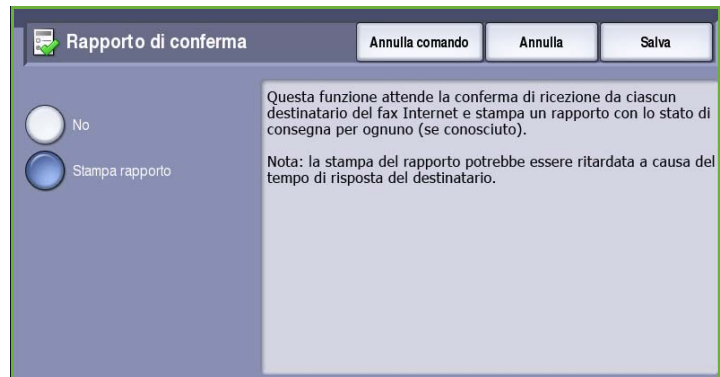 Rapporto di conferma
Annulla comando
Annulla
Salva
No
Stampa rapporto
Questa funzione attende la conferma di ricezione da ciascun
destinatario del fax Internet e stampa un rapporto con lo stato di
consegna per ognuno (se conosciuto).
Nota: la stampa del rapporto potrebbe essere ritardata a causa del
tempo di risposta del destinatario.